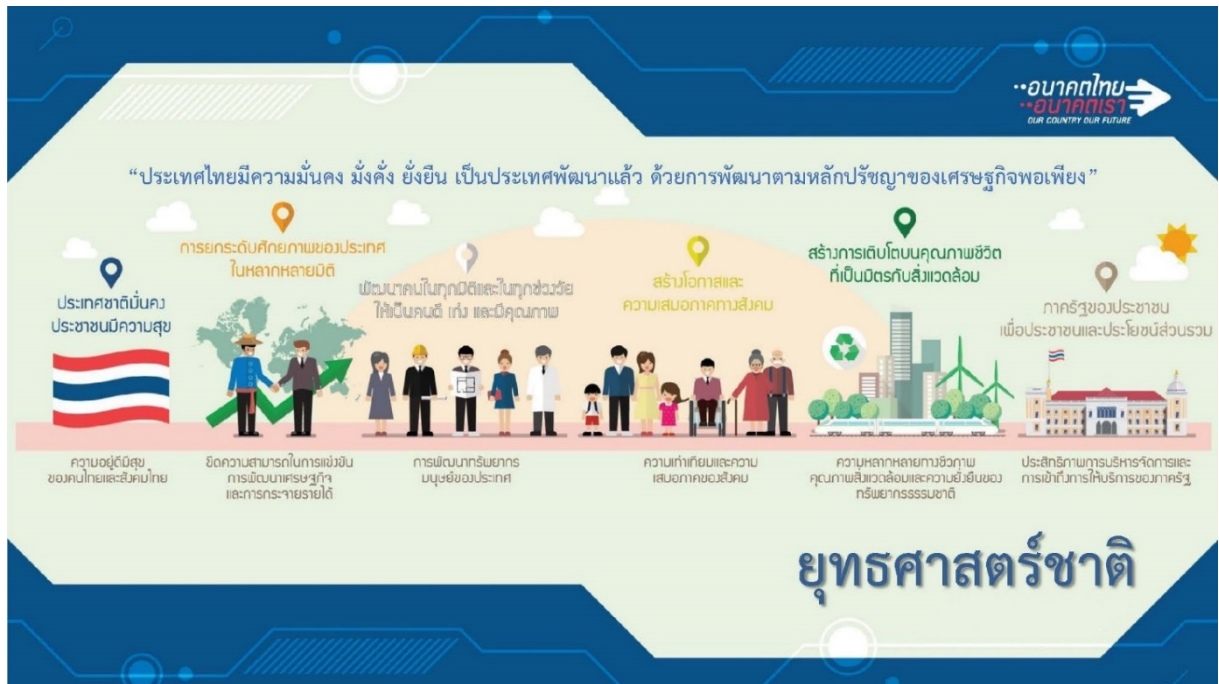 อนาคตไทย
อนาคตเรา
OUR COUNTRY OUR FUTURE
“ประเทศไทยมีความมั่นคง มั่งคั่ง ยั่งยืน เป็นประเทศพัฒนาแล้ว ด้วยการพัฒนาตามหลักปรัชญาของเศรษฐกิจพอเพียง”
ประเทศชาติมั่นคง
ประชาชนมีความสุข
การยกระดับศักยภาพของประเทศ
ในหลากหลายมิติ
พัฒนาคนในทุกมิติและในทุกช่วงวัย
ให้เป็นคนดี เก่ง และมีคุณภาพ
สร้างโอกาสและ
ความเสมอภาคทางสังคม
สร้างการเติบโตบนคุณภาพชีวิต
ที่เป็นมิตรกับสิ่งแวดล้อม
ภาครัฐของประชาชน
เพื่อประชาชนและประโยชน์ส่วนรวม
ความอยู่ดีมีสุข
ของคนไทยและสังคมไทย
ขีดความสามารถในการแข่งขัน
การพัฒนาเศรษฐกิจ
และการกระจายรายได้
การพัฒนาทรัพยากร
มนุษย์ของประเทศ
ความเท่าเทียมและความ
เสมอภาคของสังคม
ความหลากหลายทางชีวภาพ
คุณภาพสิ่งแวดล้อมและความยั่งยืนของ
ทรัพยากรธรรมชาติ
ประสิทธิภาพการบริหารจัดการและ
การเข้าถึงการให้บริการของภาครัฐ
ยุทธศาสตร์ชาติ